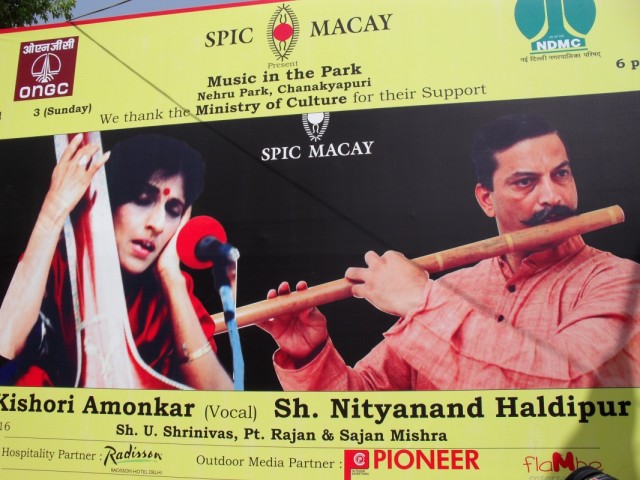 SPIC MACAY
Present
Music in the Park
Nehru Park, Chanakyapuri
ओ एन जी सी
ONGC
NDMC
नई दिल्ली नगरपालिका परिषद्
6 p
3 (Sunday)
We thank the Ministry of Culture for their Support
SPIC MACAY
Kishori Amonkar (Vocal) Sh. Nityanand Haldipur
16
Sh. U. Shrinivas, Pt. Rajan & Sajan Mishra
Hospitality Partner : Radisson
RADISSON HOTEL DELHI
Outdoor Media Partner : PIONEER
flaMbe